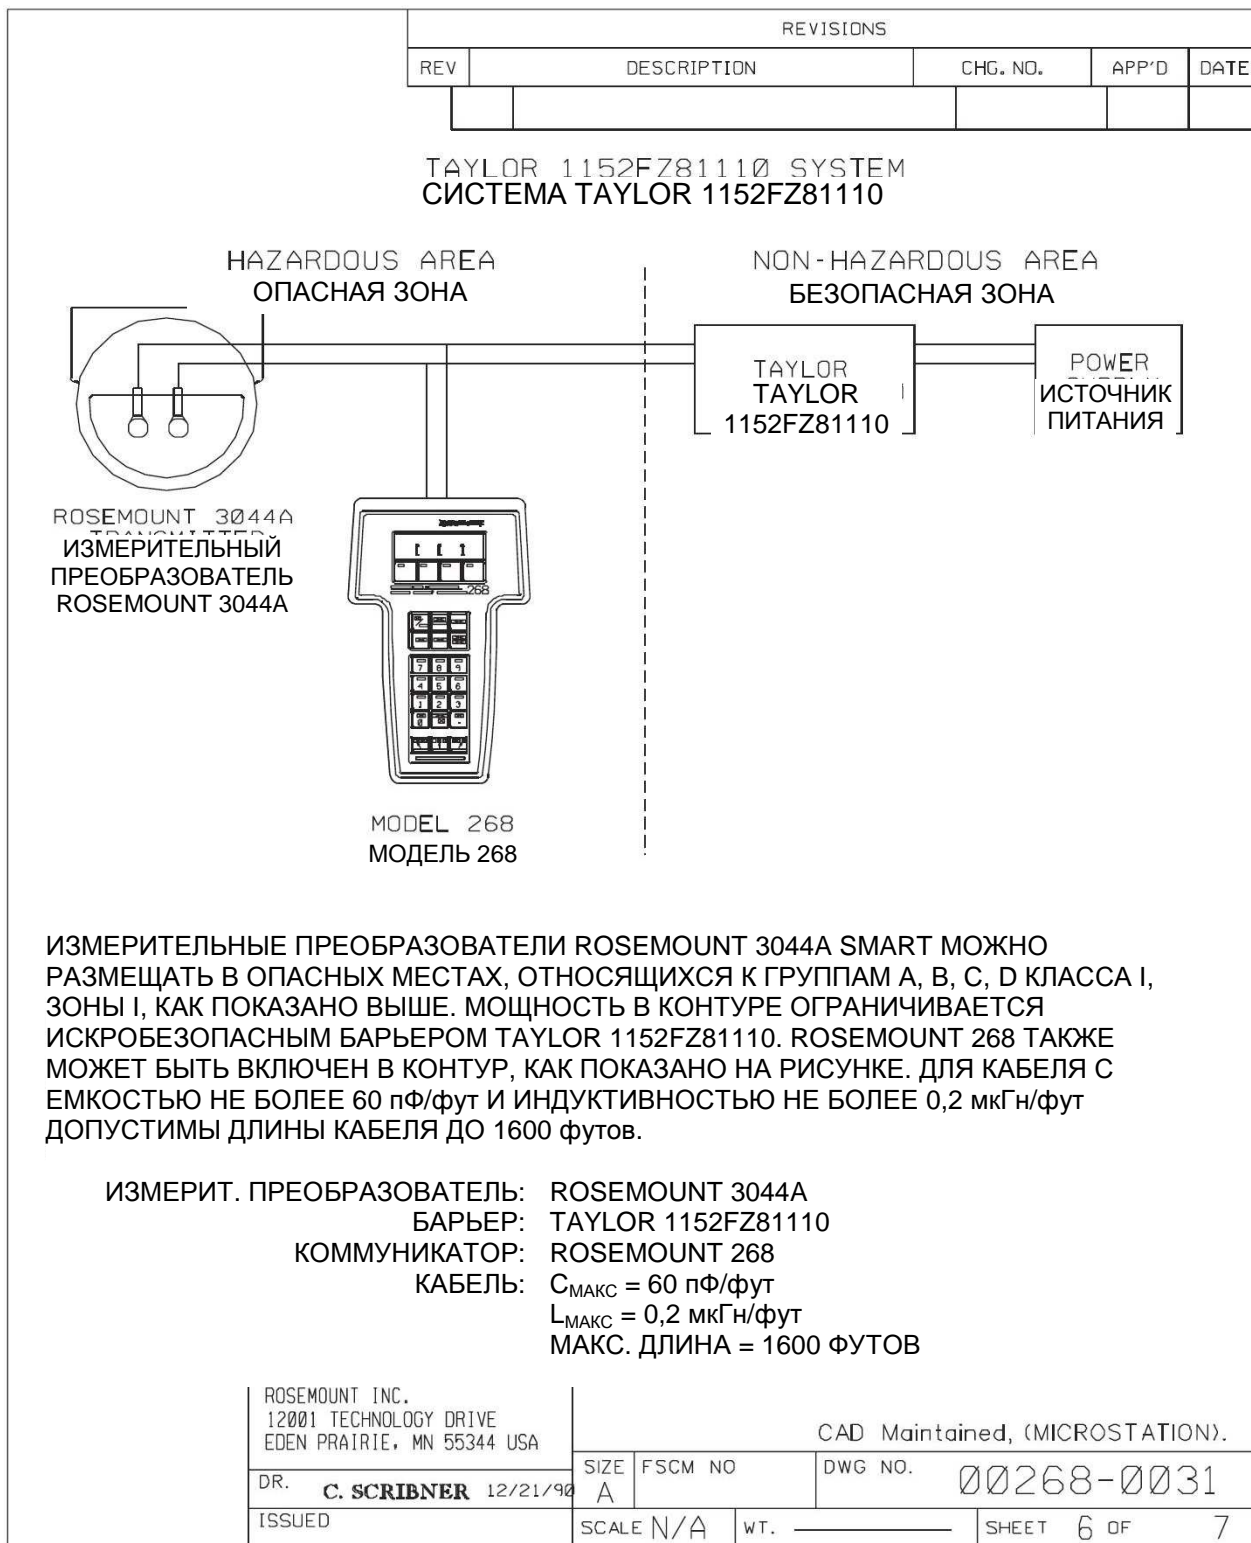 REVISIONS
REV DESCRIPTION CHG. NO. APP'D DATE
TAYLOR 1152FZ81110 SYSTEM
СИСТЕМА TAYLOR 1152FZ81110
HAZARDOUS AREA
ОПАСНАЯ ЗОНА
NON-HAZARDOUS AREA
БЕЗОПАСНАЯ ЗОНА
TAYLOR
TAYLOR
1152FZ81110
POWER
ИСТОЧНИК
ПИТАНИЯ
ROSEMOUNT 3044A
ИЗМЕРИТЕЛЬНЫЙ
ПРЕОБРАЗОВАТЕЛЬ
ROSEMOUNT 3044A
268
7 8 9
4 5 6
1 2 3
0
MODEL 268
МОДЕЛЬ 268
ИЗМЕРИТЕЛЬНЫЕ ПРЕОБРАЗОВАТЕЛИ ROSEMOUNT 3044A SMART МОЖНО
РАЗМЕЩАТЬ В ОПАСНЫХ МЕСТАХ, ОТНОСЯЩИХСЯ К ГРУППАМ A, B, C, D КЛАССА I,
ЗОНЫ I, КАК ПОКАЗАНО ВЫШЕ. МОЩНОСТЬ В КОНТУРЕ ОГРАНИЧИВАЕТСЯ
ИСКРОБЕЗОПАСНЫМ БАРЬЕРОМ TAYLOR 1152FZ81110. ROSEMOUNT 268 ТАКЖЕ
МОЖЕТ БЫТЬ ВКЛЮЧЕН В КОНТУР, КАК ПОКАЗАНО НА РИСУНКЕ. ДЛЯ КАБЕЛЯ С
ЕМКОСТЬЮ НЕ БОЛЕЕ 60 пФ/фут И ИНДУКТИВНОСТЬЮ НЕ БОЛЕЕ 0,2 мкГн/фут
ДОПУСТИМЫ ДЛИНЫ КАБЕЛЯ ДО 1600 футов.
ИЗМЕРИТ. ПРЕОБРАЗОВАТЕЛЬ: ROSEMOUNT 3044A
БАРЬЕР: TAYLOR 1152FZ81110
КОММУНИКАТОР: ROSEMOUNT 268
КАБЕЛЬ: CМАКС = 60 пФ/фут
LМАКС = 0,2 мкГн/фут
МАКС. ДЛИНА = 1600 ФУТОВ
ROSEMOUNT INC.
12001 TECHNOLOGY DRIVE
EDEN PRAIRIE, MN 55344 USA
CAD Maintained, (MICROSTATION).
DR. C. SCRIBNER 12/21/90
SIZE A
FSCM NO
DWG NO. 00268-0031
ISSUED
SCALE N/A
WT.
SHEET 6 OF 7